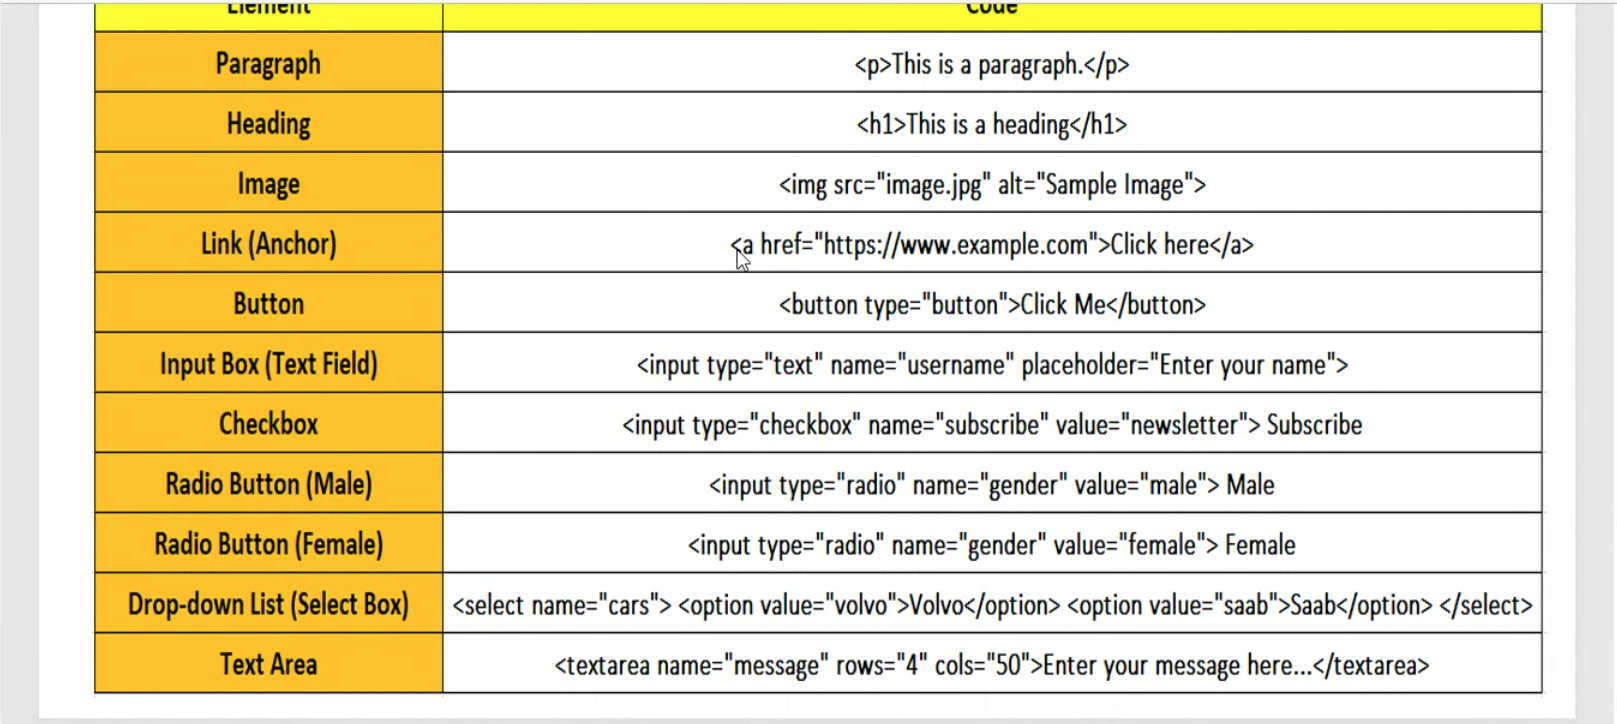 Element Code
Paragraph <p>This is a paragraph.</p>
Heading <h1>This is a heading</h1>
Image <img src="image.jpg" alt="Sample Image">
Link (Anchor) <a href="https://www.example.com">Click here</a>
Button <button type="button">Click Me</button>
Input Box (Text Field) <input type="text" name="username" placeholder="Enter your name">
Checkbox <input type="checkbox" name="subscribe" value="newsletter"> Subscribe
Radio Button (Male) <input type="radio" name="gender" value="male"> Male
Radio Button (Female) <input type="radio" name="gender" value="female"> Female
Drop-down List (Select Box) <select name="cars"> <option value="volvo">Volvo</option> <option value="saab">Saab</option> </select>
Text Area <textarea name="message" rows="4" cols="50">Enter your message here...</textarea>